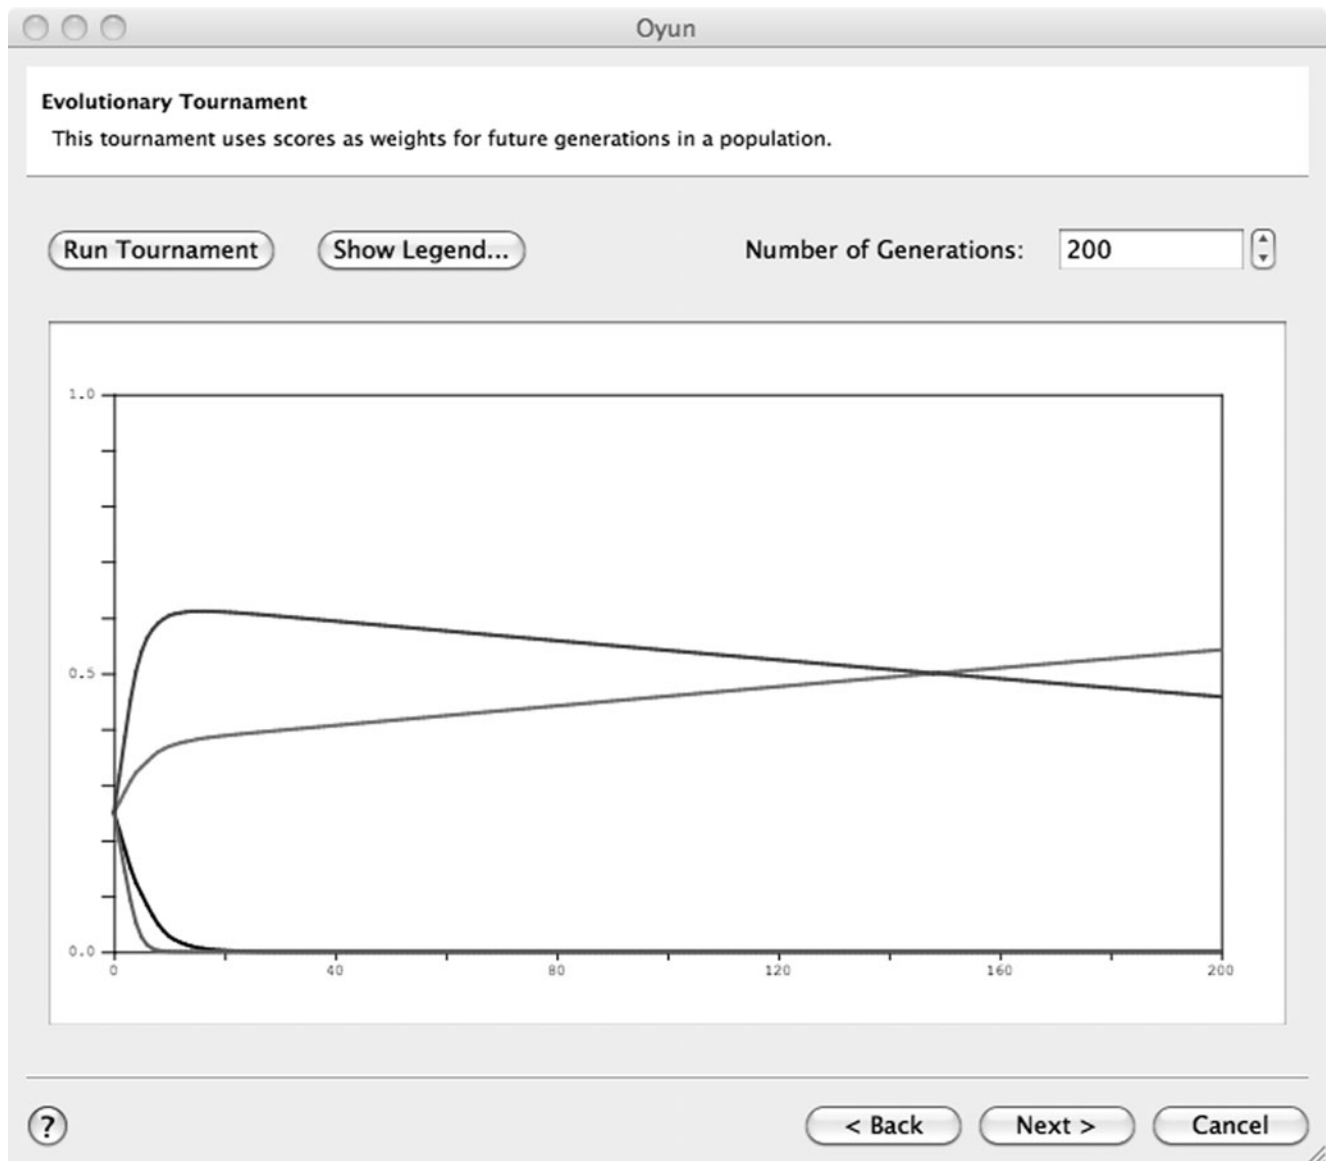 Oyun
Evolutionary Tournament
This tournament uses scores as weights for future generations in a population.
Run Tournament Show Legend... Number of Generations: 200
1.0
0.5
0.0
0 40 80 120 160 200
? < Back Next > Cancel